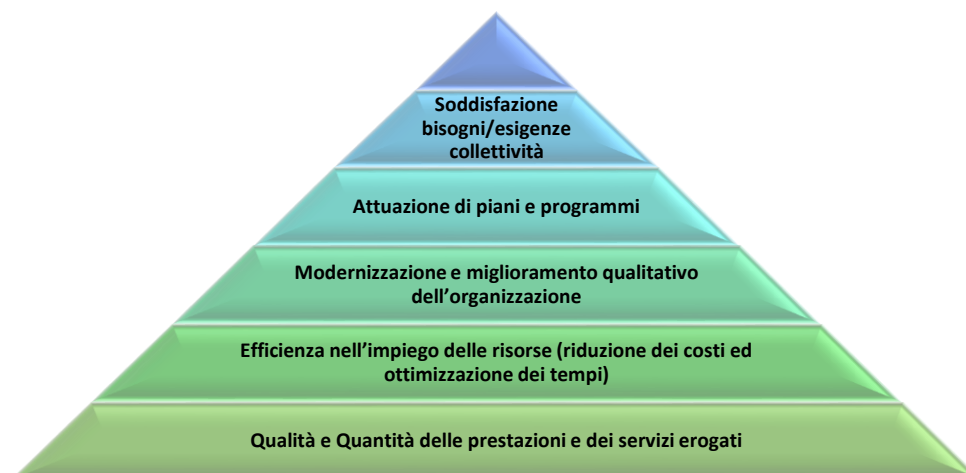 Soddisfazione
bisogni/esigenze
collettività
Attuazione di piani e programmi
Modernizzazione e miglioramento qualitativo
dell’organizzazione
Efficienza nell’impiego delle risorse (riduzione dei costi ed
ottimizzazione dei tempi)
Qualità e Quantità delle prestazioni e dei servizi erogati